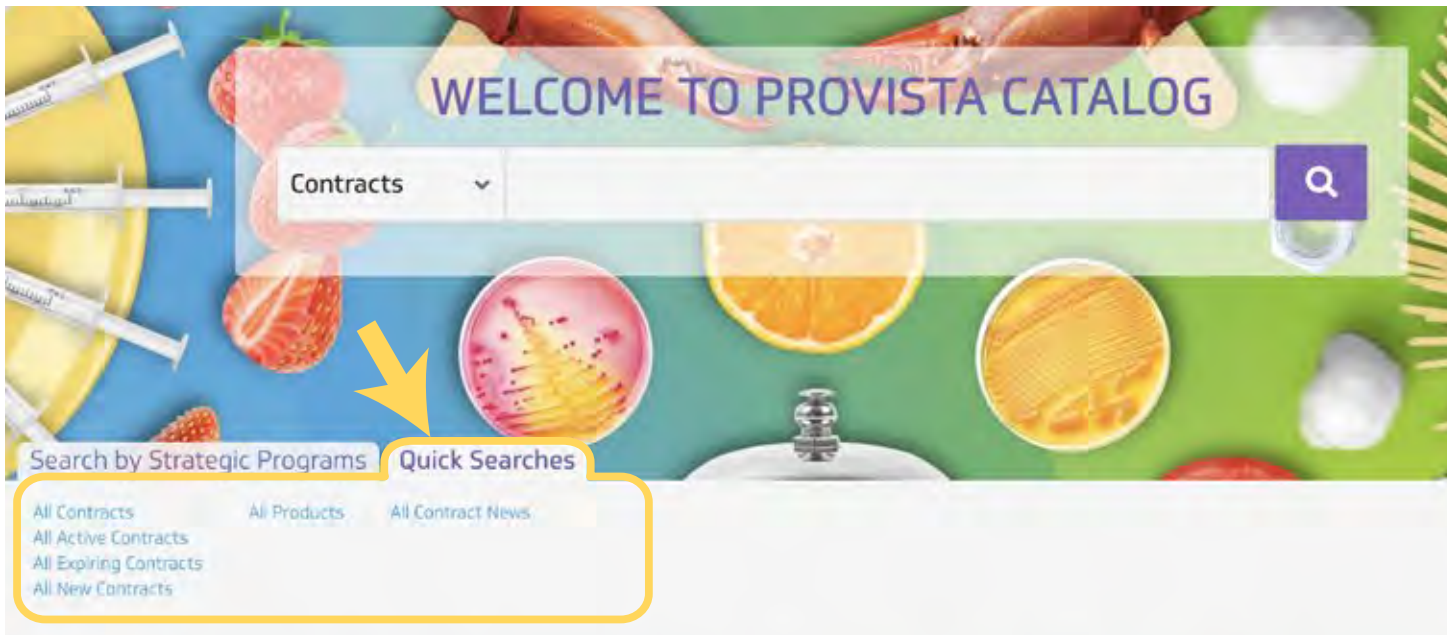 WELCOME TO PROVISTA CATALOG
Contracts
Search by Strategic Programs
Quick Searches
All Contracts
All Products
All Contract News
All Active Contracts
All Expiring Contracts
All New Contracts